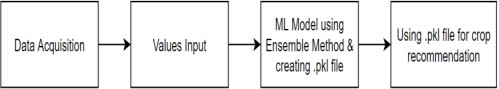 Data Acquisition
Values Input
ML Model using
Ensemble Method &
creating .pkl file
Using .pkl file for crop
recommendation